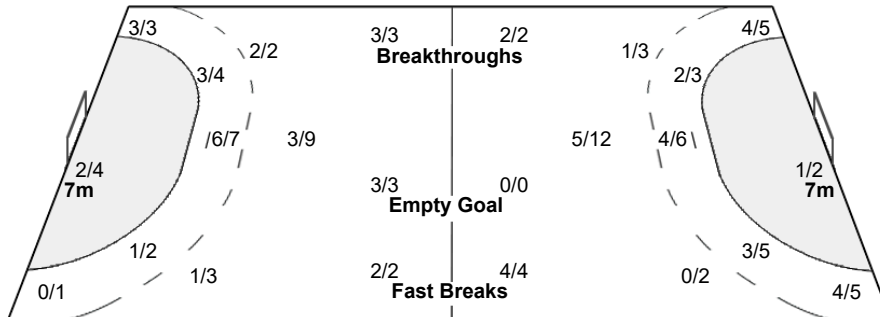 3/3 3/3 2/2 4/5
2/2 Breakthroughs 1/3
3/4 2/3
6/7 3/9 5/12 4/6
2/4 1/2
7m 3/3 0/0 7m
Empty Goal
1/2 3/5
1/3 2/2 4/4 0/2
0/1 Fast Breaks 4/5